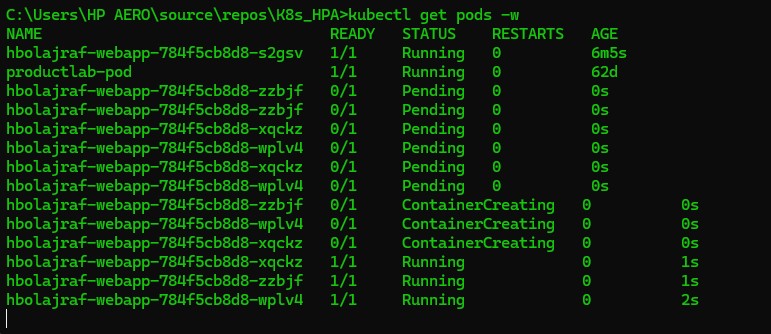 C:\Users\HP AERO\source\repos\K8s_HPA>kubectl get pods -w
NAME                              READY   STATUS    RESTARTS   AGE
hbolajraf-webapp-784f5cb8d8-s2gsv   1/1     Running   0          6m5s
productlab-pod                      1/1     Running   0          62d
hbolajraf-webapp-784f5cb8d8-zzbjf   0/1     Pending   0          0s
hbolajraf-webapp-784f5cb8d8-zzbjf   0/1     Pending   0          0s
hbolajraf-webapp-784f5cb8d8-xqckz   0/1     Pending   0          0s
hbolajraf-webapp-784f5cb8d8-wplv4   0/1     Pending   0          0s
hbolajraf-webapp-784f5cb8d8-xqckz   0/1     Pending   0          0s
hbolajraf-webapp-784f5cb8d8-wplv4   0/1     Pending   0          0s
hbolajraf-webapp-784f5cb8d8-zzbjf   0/1     ContainerCreating   0          0s
hbolajraf-webapp-784f5cb8d8-wplv4   0/1     ContainerCreating   0          0s
hbolajraf-webapp-784f5cb8d8-xqckz   0/1     ContainerCreating   0          0s
hbolajraf-webapp-784f5cb8d8-xqckz   1/1     Running             0          1s
hbolajraf-webapp-784f5cb8d8-zzbjf   1/1     Running             0          1s
hbolajraf-webapp-784f5cb8d8-wplv4   1/1     Running             0          2s